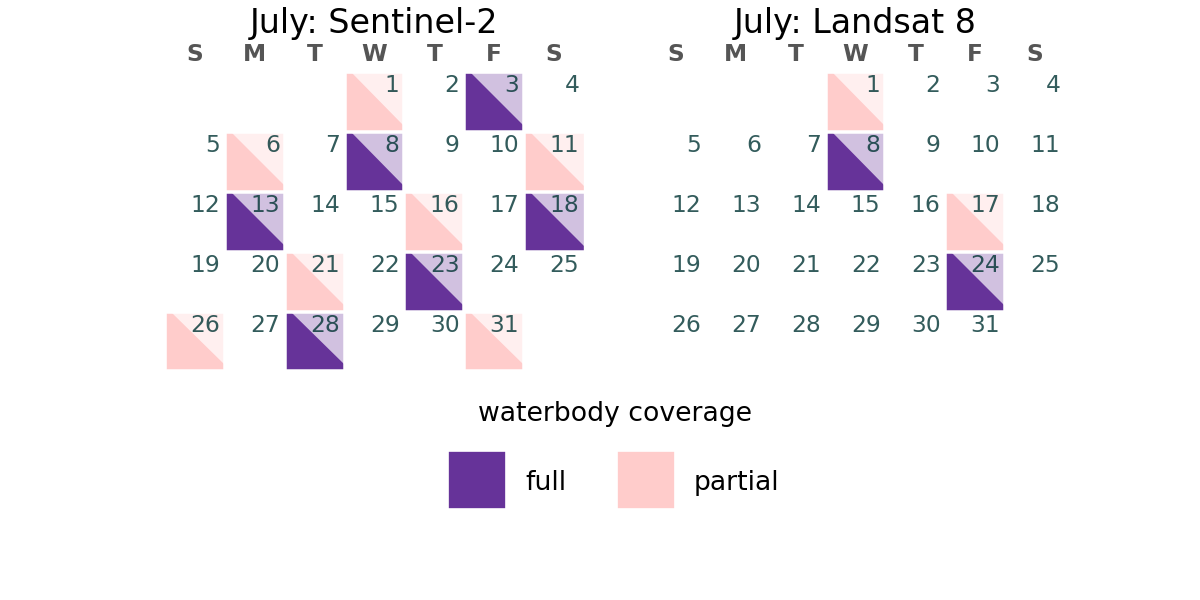 July: Sentinel-2
S M T W T F S
1 2 3 4
5 6 7 8 9 10 11
12 13 14 15 16 17 18
19 20 21 22 23 24 25
26 27 28 29 30 31
July: Landsat 8
S M T W T F S
1 2 3 4
5 6 7 8 9 10 11
12 13 14 15 16 17 18
19 20 21 22 23 24 25
26 27 28 29 30 31
waterbody coverage
full
partial